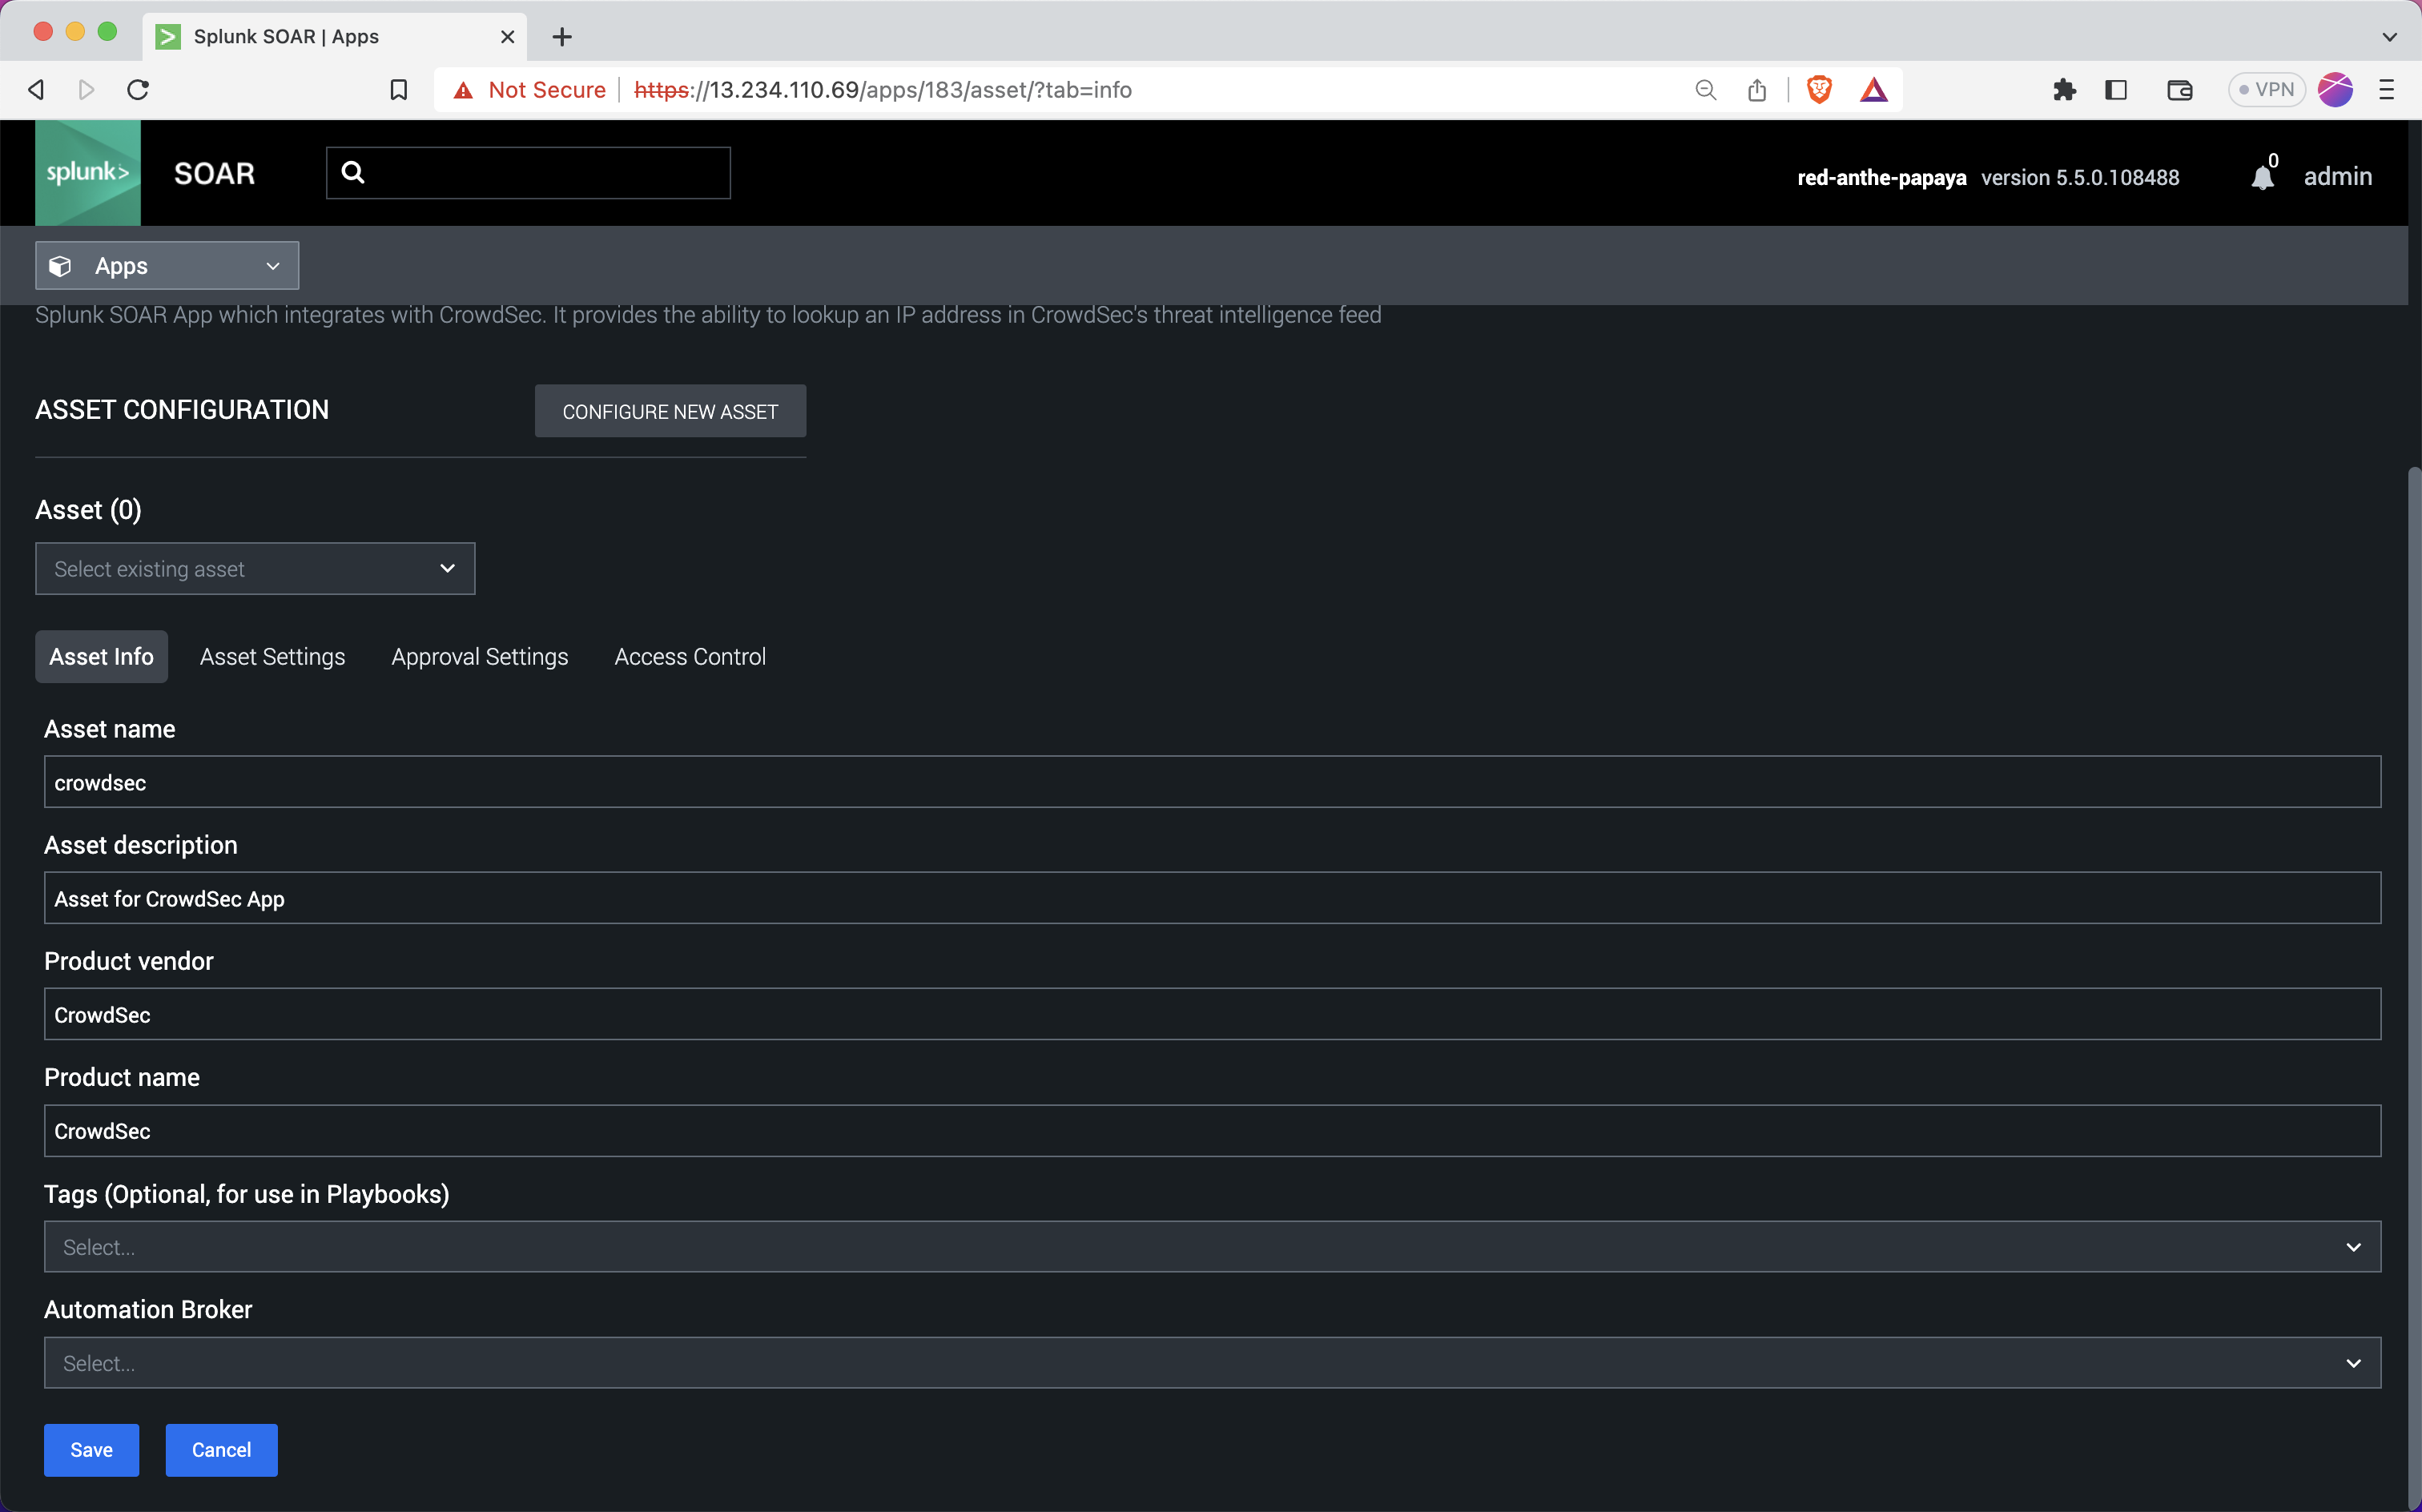 Splunk SOAR | Apps
Not Secure https://13.234.110.69/apps/183/asset/?tab=info
VPN
splunk> SOAR
red-anthe-papaya version 5.5.0.108488
0
admin
Apps
Splunk SOAR App which integrates with CrowdSec. It provides the ability to lookup an IP address in CrowdSec's threat intelligence feed
ASSET CONFIGURATION
CONFIGURE NEW ASSET
Asset (0)
Select existing asset
Asset Info Asset Settings Approval Settings Access Control
Asset name
crowdsec
Asset description
Asset for CrowdSec App
Product vendor
CrowdSec
Product name
CrowdSec
Tags (Optional, for use in Playbooks)
Select...
Automation Broker
Select...
Save Cancel